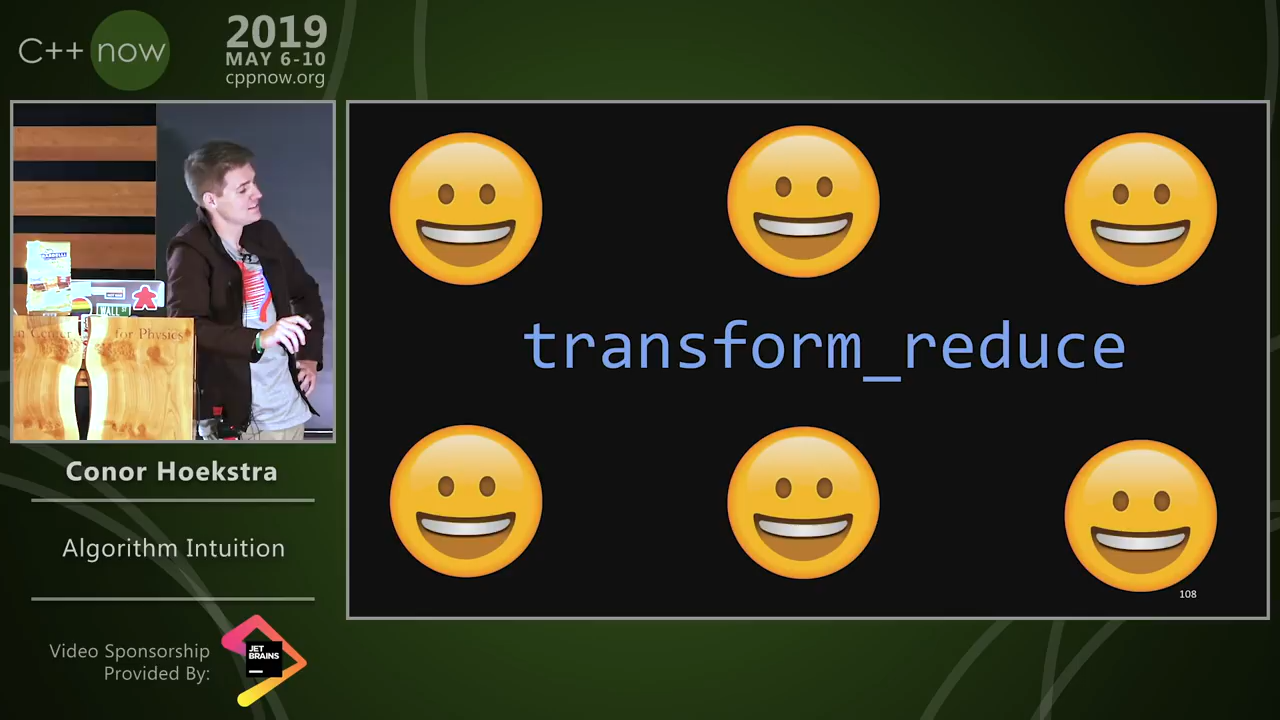 C++ now
2019
MAY 6-10
cppnow.org
for Physics
Conor Hoekstra
Algorithm Intuition
Video Sponsorship
Provided By:
JET
BRAINS
transform_reduce
108